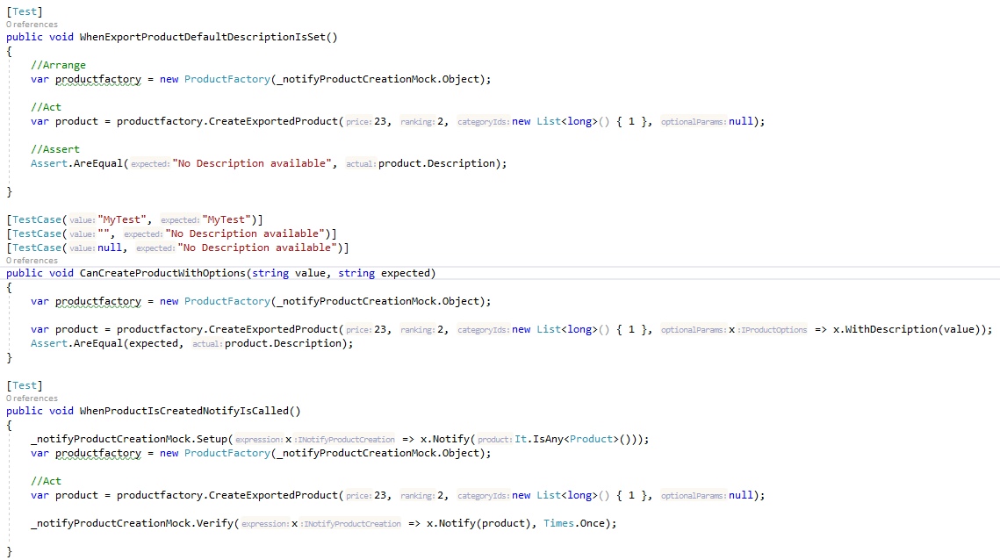 [Test]
0 references
public void WhenExportProductDefaultDescriptionIsSet()
{
    //Arrange
    var productfactory = new ProductFactory(_notifyProductCreationMock.Object);

    //Act
    var product = productfactory.CreateExportedProduct(price: 23, ranking: 2, categoryIds: new List<long>() { 1 }, optionalParams: null);

    //Assert
    Assert.AreEqual(expected: "No Description available", actual: product.Description);

}

[TestCase(value: "MyTest", expected: "MyTest")]
[TestCase(value: "", expected: "No Description available")]
[TestCase(value: null, expected: "No Description available")]
0 references
public void CanCreateProductWithOptions(string value, string expected)
{
    var productfactory = new ProductFactory(_notifyProductCreationMock.Object);

    var product = productfactory.CreateExportedProduct(price: 23, ranking: 2, categoryIds: new List<long>() { 1 }, optionalParams: x :IProductOptions => x.WithDescription(value));
    Assert.AreEqual(expected, actual: product.Description);
}

[Test]
0 references
public void WhenProductIsCreatedNotifyIsCalled()
{
    _notifyProductCreationMock.Setup(expression: x :INotifyProductCreation => x.Notify(product: It.IsAny<Product>()));
    var productfactory = new ProductFactory(_notifyProductCreationMock.Object);

    //Act
    var product = productfactory.CreateExportedProduct(price: 23, ranking: 2, categoryIds: new List<long>() { 1 }, optionalParams: null);

    _notifyProductCreationMock.Verify(expression: x :INotifyProductCreation => x.Notify(product), Times.Once);

}